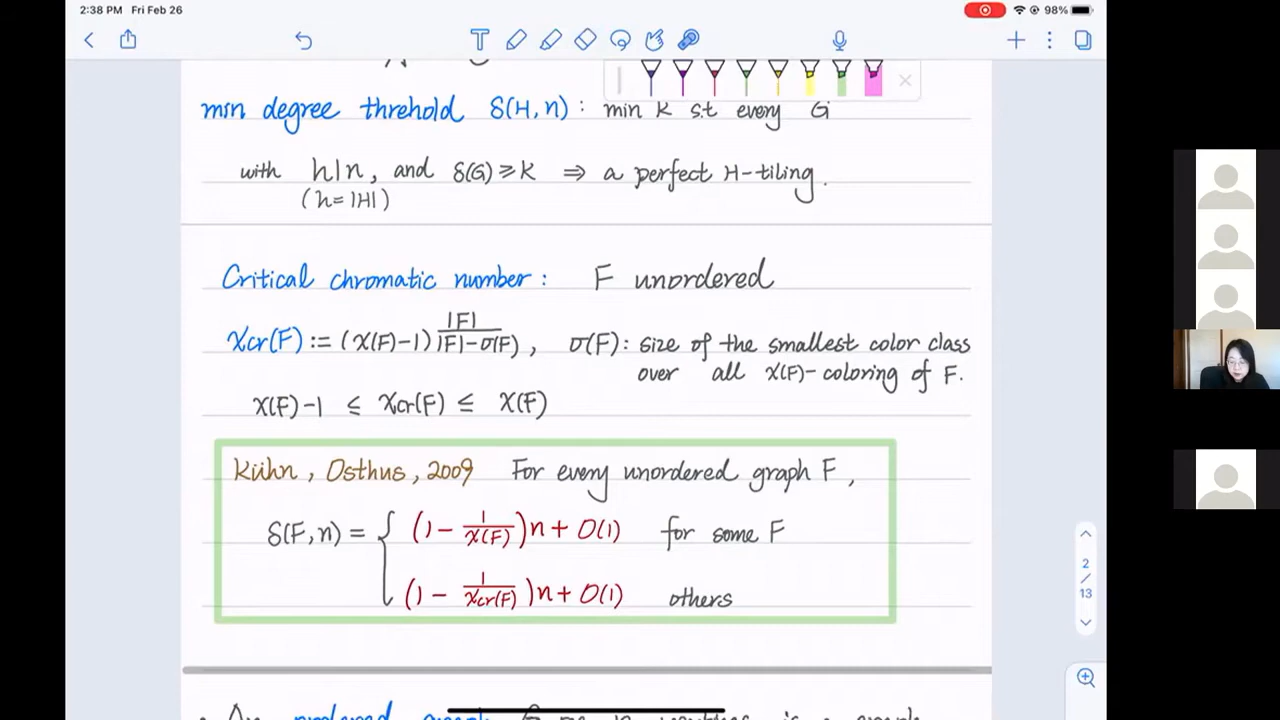 2:38 PM Fri Feb 26
98%
min degree threhold δ(H, n) : min K s.t every G
with h|n, and δ(G) ≥ K ⇒ a perfect H-tiling.
(h = |H|)
Critical chromatic number : F unordered
χcr(F) := (χ(F)-1) |F| / (|F|-σ(F)) , σ(F) : size of the smallest color class
over all χ(F)-coloring of F.
χ(F)-1 ≤ χcr(F) ≤ χ(F)
Kühn, Osthus, 2009 For every unordered graph F,
δ(F, n) = { (1 - 1/χ(F)) n + O(1) for some F
(1 - 1/χcr(F)) n + O(1) others
2 / 13